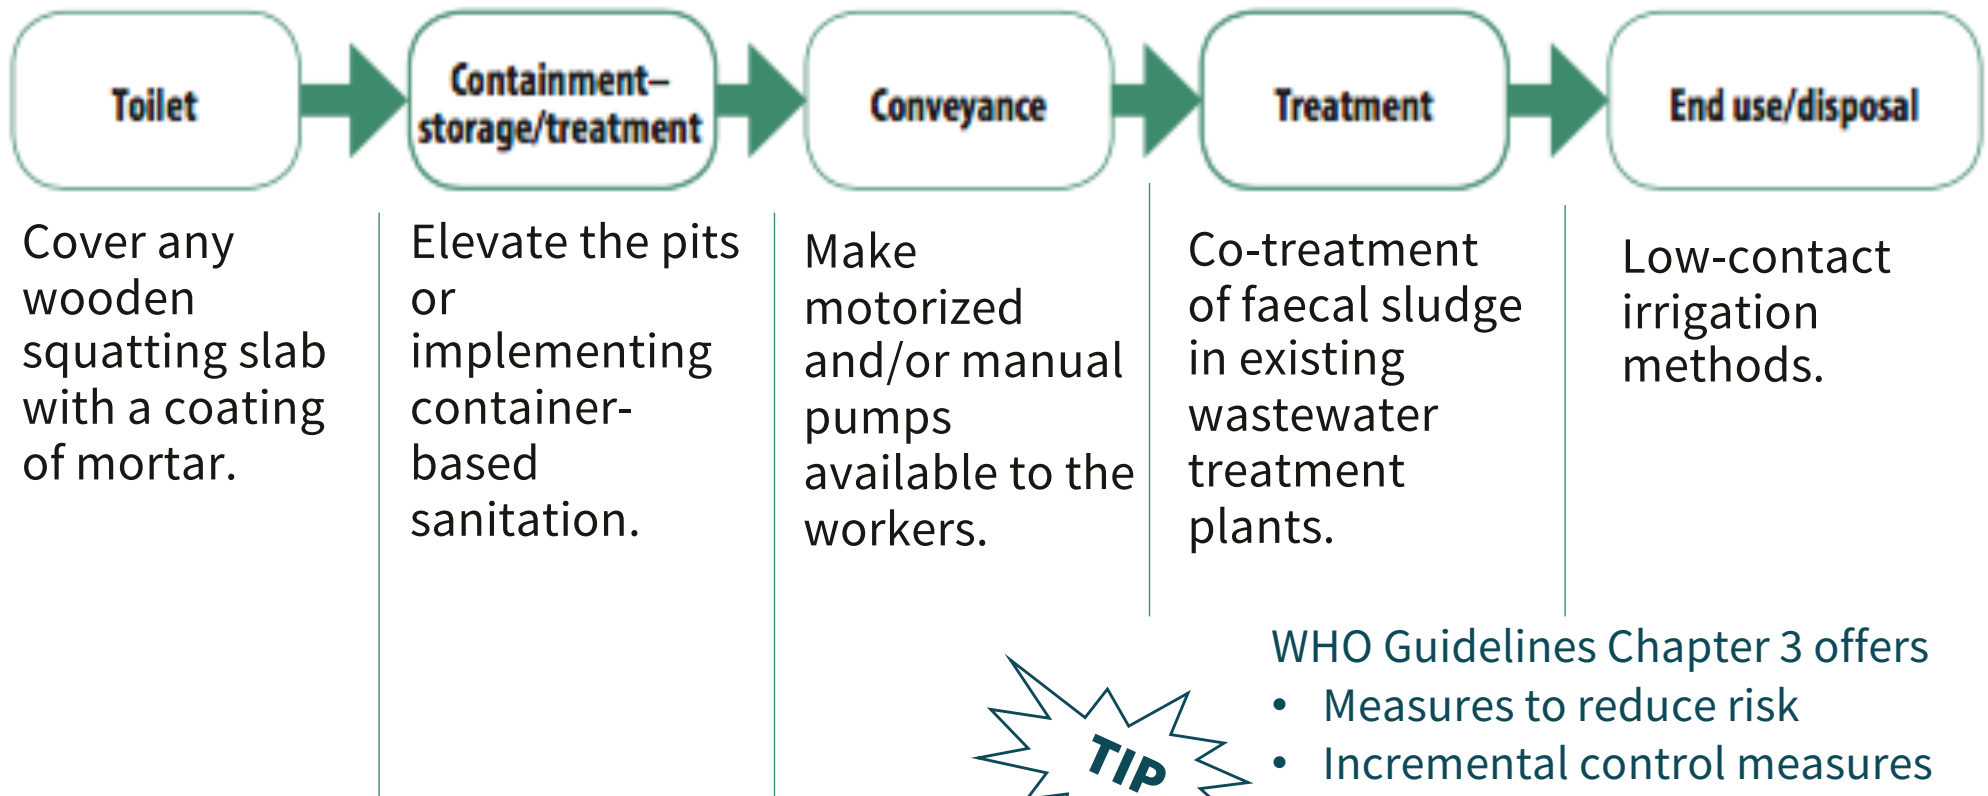 Toilet
Containment–
storage/treatment
Conveyance
Treatment
End use/disposal
Cover any
wooden
squatting slab
with a coating
of mortar.
Elevate the pits
or
implementing
container-
based
sanitation.
Make
motorized
and/or manual
pumps
available to the
workers.
Co-treatment
of faecal sludge
in existing
wastewater
treatment
plants.
Low-contact
irrigation
methods.
TIP
WHO Guidelines Chapter 3 offers
• Measures to reduce risk
• Incremental control measures